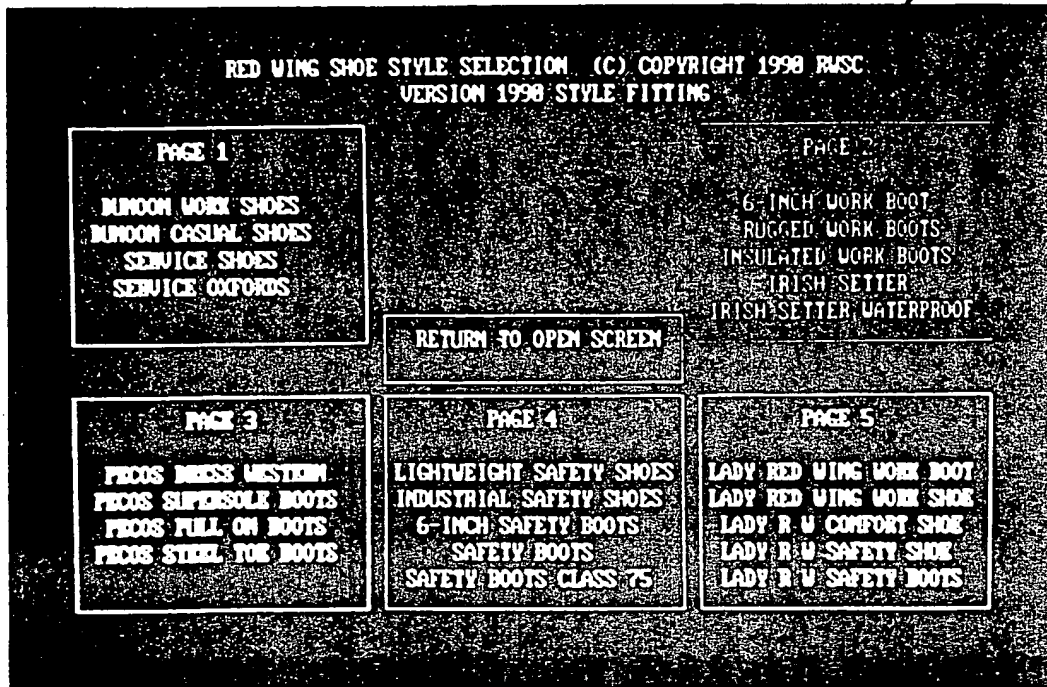 RED WING SHOE STYLE SELECTION (C) COPYRIGHT 1990 RWSC
VERSION 1990 STYLE FITTING
PAGE 1
DUNOON WORK SHOES
DUNOON CASUAL SHOES
SERVICE SHOES
SERVICE OXFORDS
PAGE 2
6 INCH WORK BOOT
RUGGED WORK BOOTS
INSULATED WORK BOOTS
IRISH SETTER
IRISH SETTER WATERPROOF
RETURN TO OPEN SCREEN
PAGE 3
PECOS DRESS WESTERN
PECOS SUPERSOLE BOOTS
PECOS PULL ON BOOTS
PECOS STEEL TOE BOOTS
PAGE 4
LIGHTWEIGHT SAFETY SHOES
INDUSTRIAL SAFETY SHOES
6-INCH SAFETY BOOTS
SAFETY BOOTS
SAFETY BOOTS CLASS 75
PAGE 5
LADY RED WING WORK BOOT
LADY RED WING WORK SHOE
LADY R W COMFORT SHOE
LADY R W SAFETY SHOE
LADY R W SAFETY BOOTS